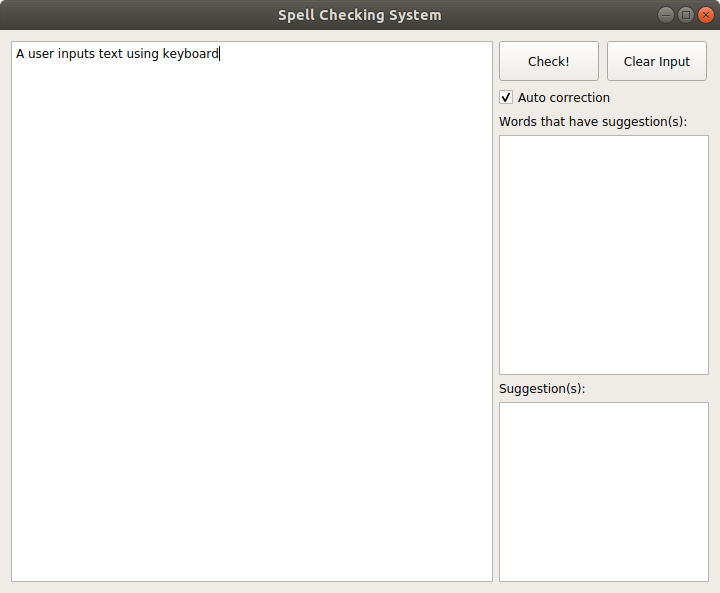 Spell Checking System
A user inputs text using keyboard
Check!
Clear Input
Auto correction
Words that have suggestion(s):
Suggestion(s):